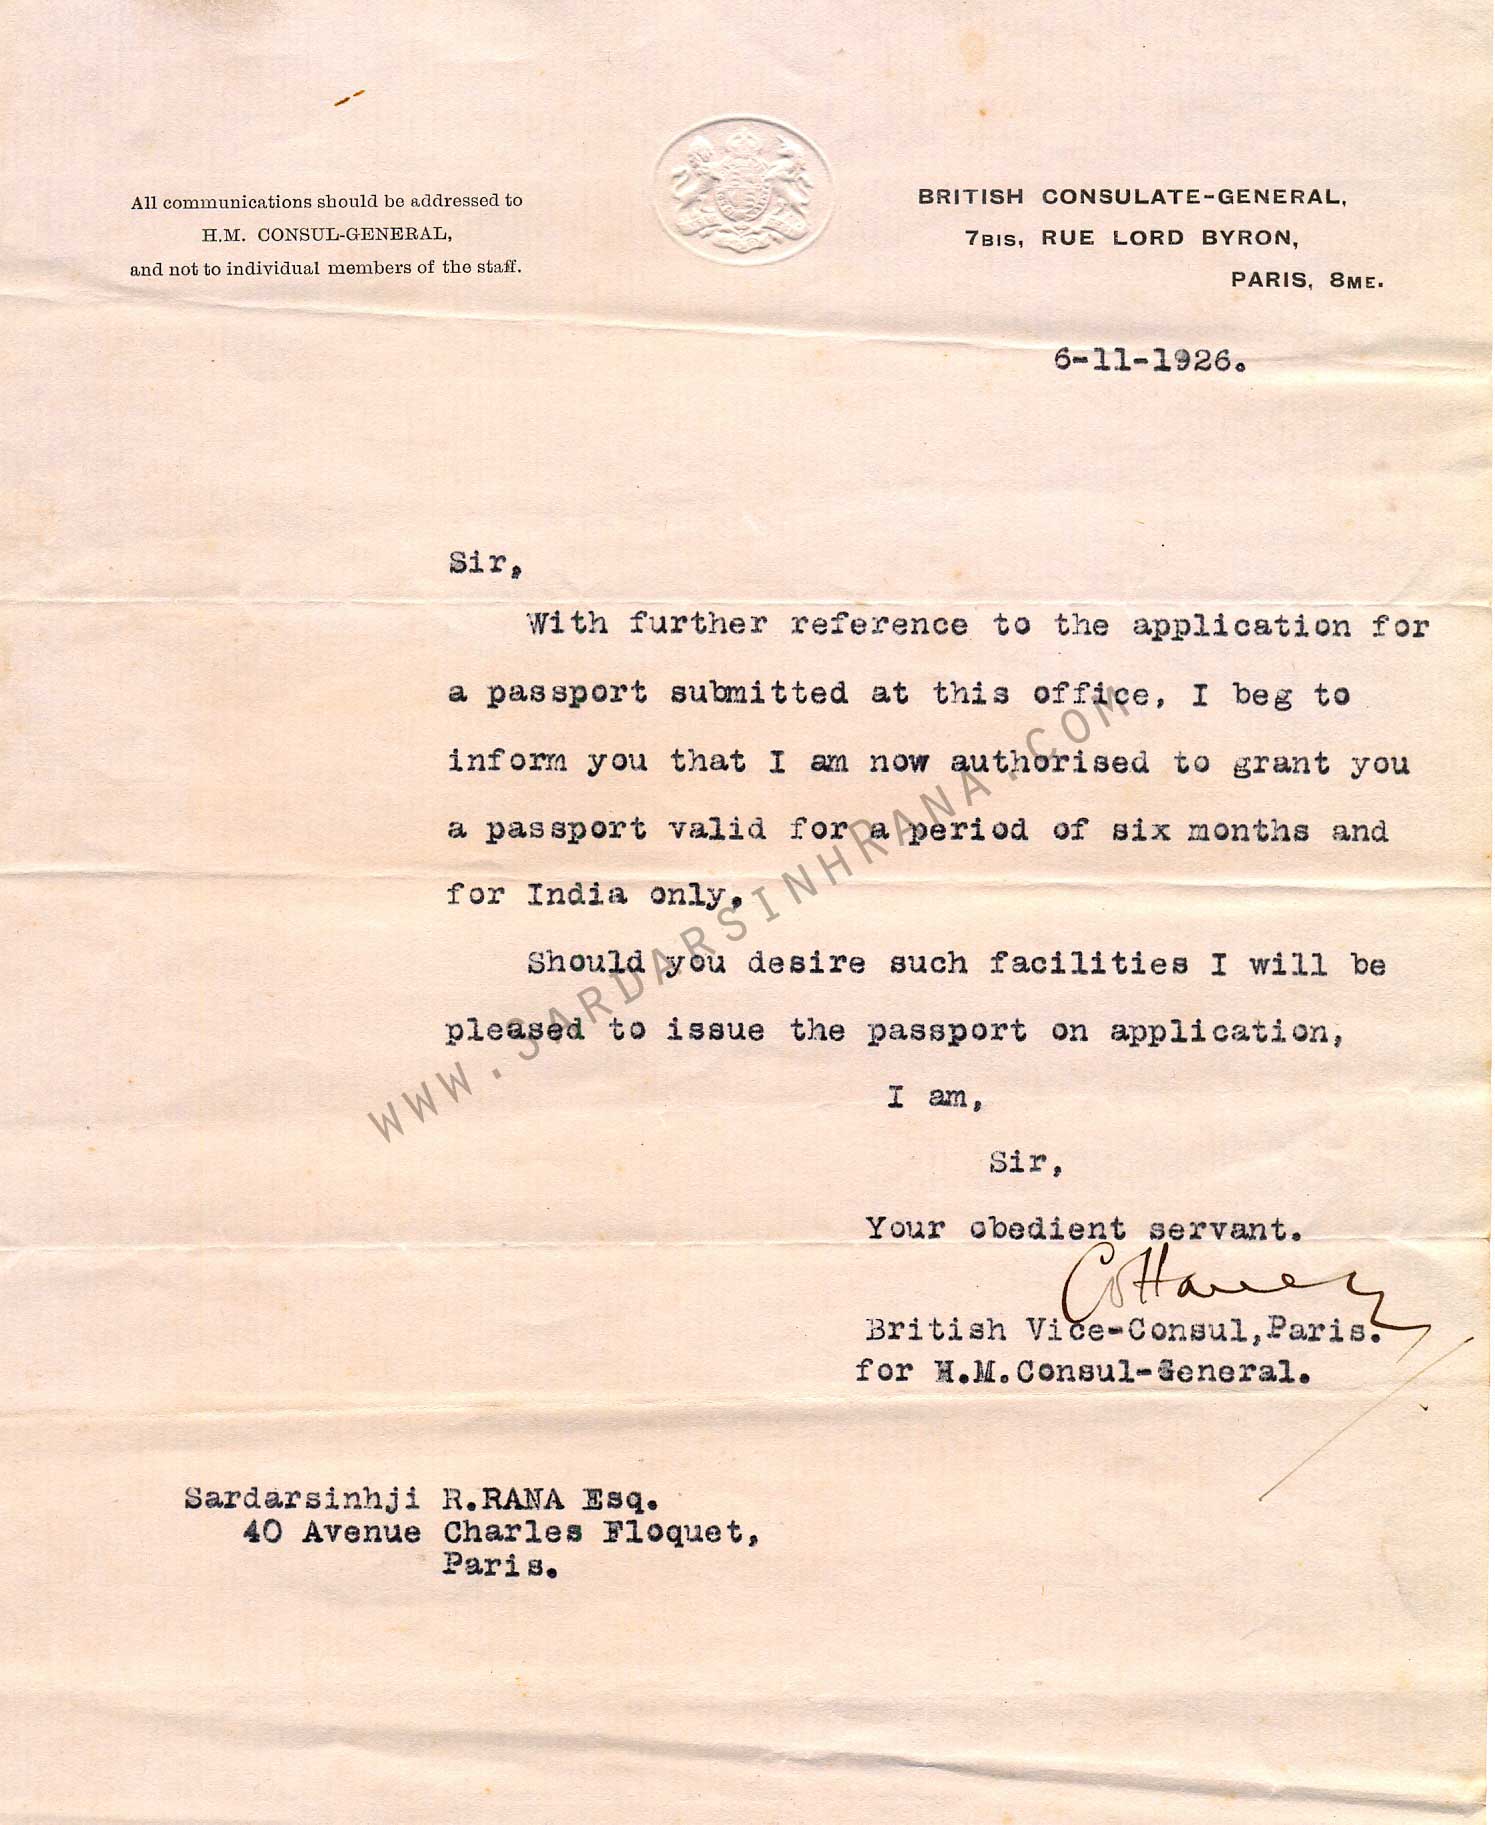 All communications should be addressed to
H.M. CONSUL-GENERAL,
and not to individual members of the staff.
BRITISH CONSULATE-GENERAL,
7BIS, RUE LORD BYRON,
PARIS, 8ME.
6-11-1926.
Sir,
With further reference to the application for
a passport submitted at this office, I beg to
inform you that I am now authorised to grant you
a passport valid for a period of six months and
for India only.
Should you desire such facilities I will be
pleased to issue the passport on application,
I am,
Sir,
Your obedient servant.
British Vice-Consul,Paris.
for H.M.Consul-General.
Sardarsinhji R.RANA Esq.
40 Avenue Charles Floquet,
Paris.
WWW.SARDARSINHRANA.COM